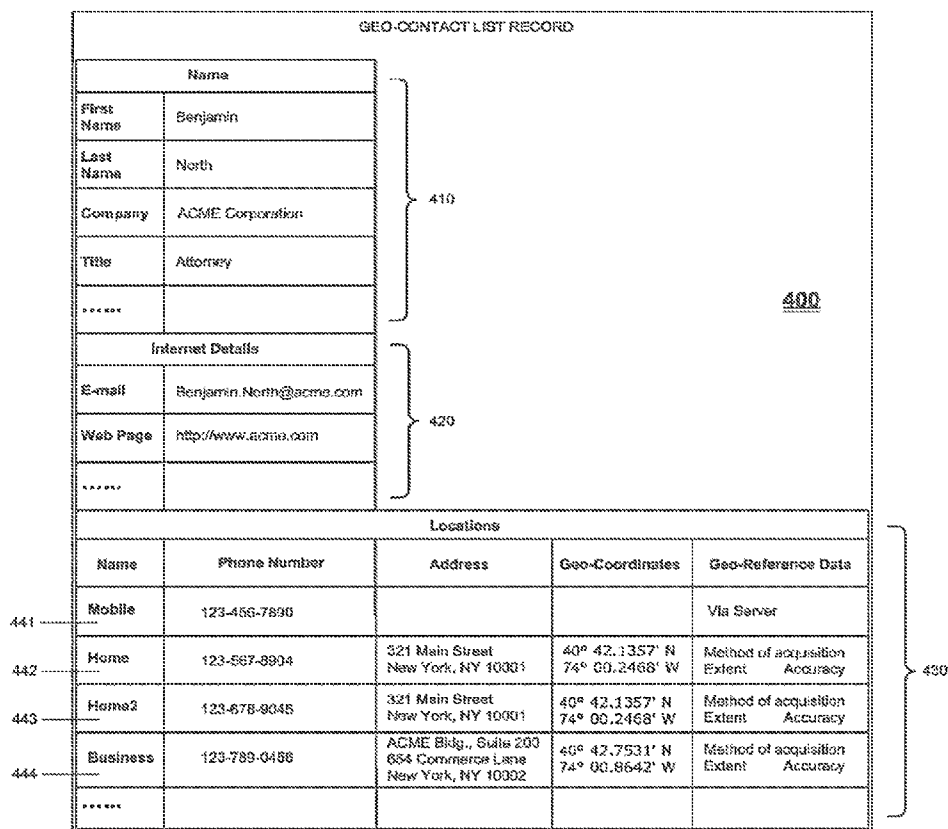 GEO-CONTACT LIST RECORD
Name
First Name Benjamin
Last Name North
Company ACME Corporation
410
Title Attorney
......
400
Internet Details
E-mail Benjamin.North@acme.com
Web Page http://www.acme.com
420
......
Locations
Name Phone Number Address Geo-Coordinates Geo-Reference Data
Mobile 123-456-7890 Via Server
441
Home 123-567-8904 321 Main Street 40° 42.1357' N Method of acquisition
New York, NY 10001 74° 00.2468' W Extent Accuracy
442
430
Home2 123-678-9045 321 Main Street 40° 42.1357' N Method of acquisition
New York, NY 10001 74° 00.2468' W Extent Accuracy
443
Business 123-789-0456 ACME Bldg., Suite 200 40° 42.7531' N Method of acquisition
654 Commerce Lane 74° 00.8642' W Extent Accuracy
New York, NY 10002
444
......